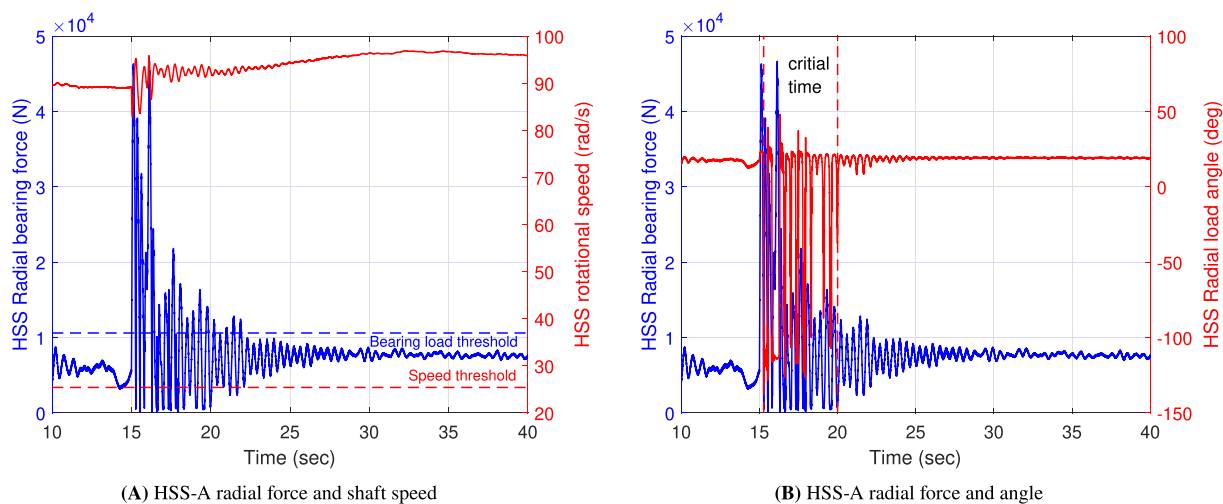 ×10⁴
5
4
3
2
1
0
HSS Radial bearing force (N)
100
90
80
70
60
50
40
30
20
HSS rotational speed (rad/s)
Bearing load threshold
Speed threshold
10 15 20 25 30 35 40
Time (sec)
(A) HSS-A radial force and shaft speed
×10⁴
5
4
3
2
1
0
HSS Radial bearing force (N)
critial
time
100
50
0
-50
-100
-150
HSS Radial load angle (deg)
10 15 20 25 30 35 40
Time (sec)
(B) HSS-A radial force and angle